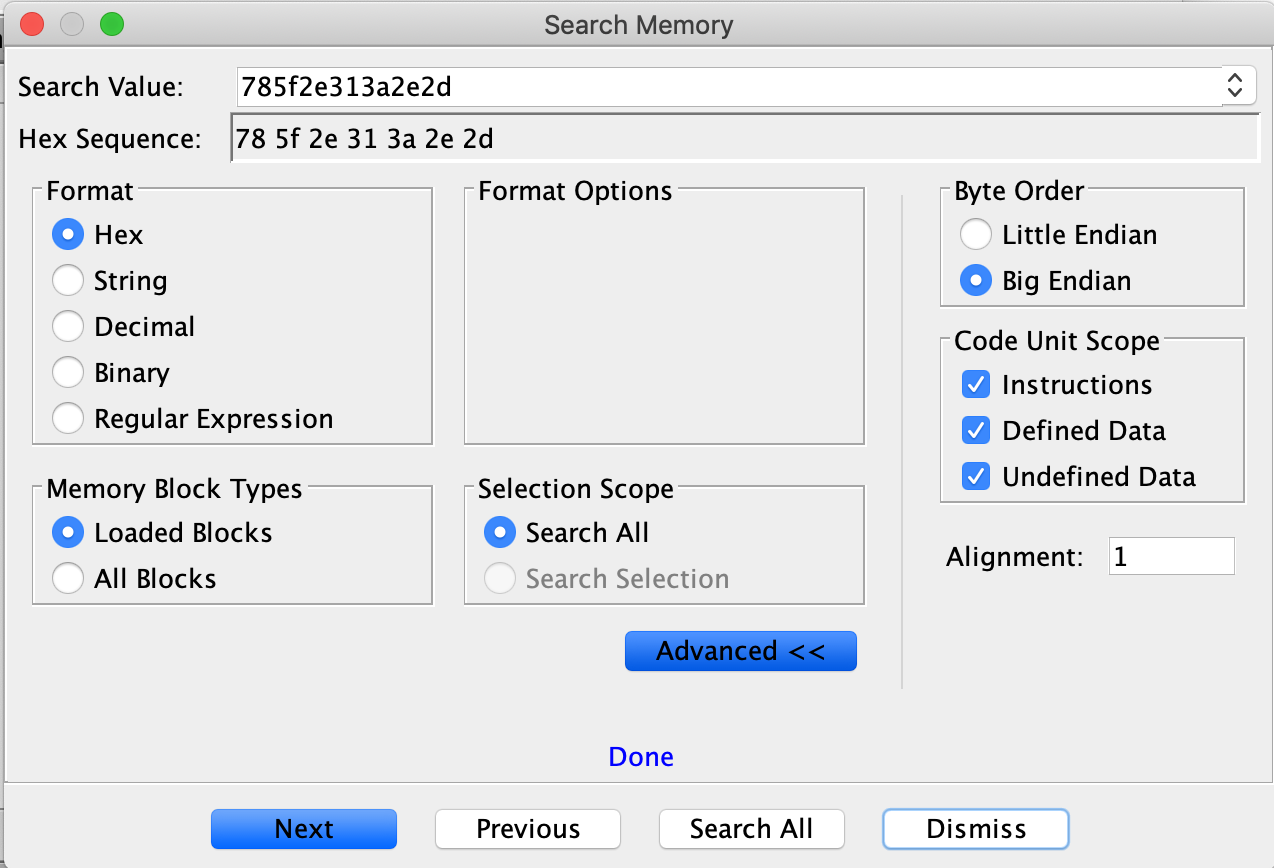 Search Memory
Search Value: 785f2e313a2e2d
Hex Sequence: 78 5f 2e 31 3a 2e 2d
Format
Hex
String
Decimal
Binary
Regular Expression
Format Options
Byte Order
Little Endian
Big Endian
Code Unit Scope
Instructions
Defined Data
Undefined Data
Memory Block Types
Loaded Blocks
All Blocks
Selection Scope
Search All
Search Selection
Alignment: 1
Advanced <<
Done
Next Previous Search All Dismiss